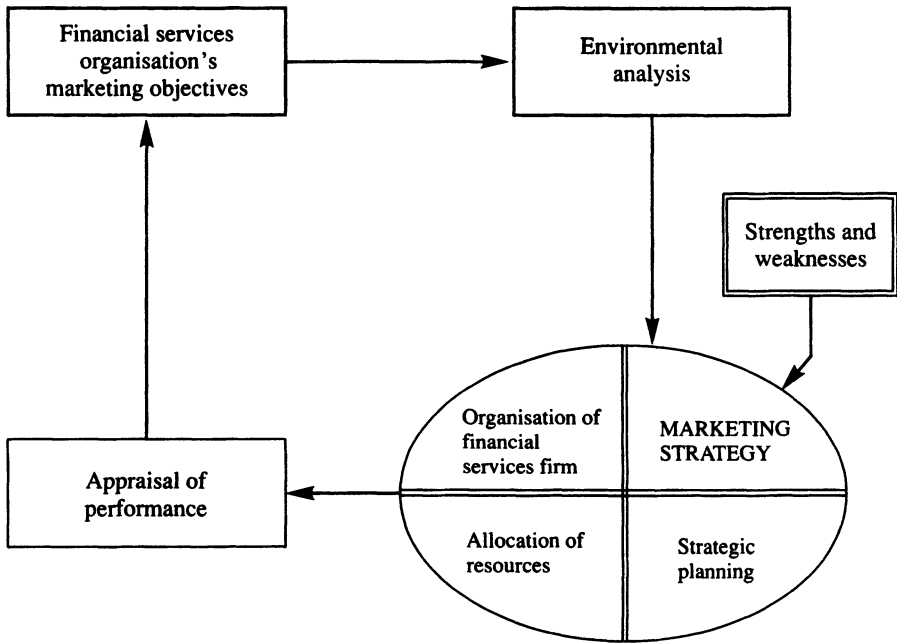 Financial services
organisation's
marketing objectives
Environmental
analysis
Strengths and
weaknesses
Organisation of
financial
services firm
MARKETING
STRATEGY
Appraisal of
performance
Allocation of
resources
Strategic
planning